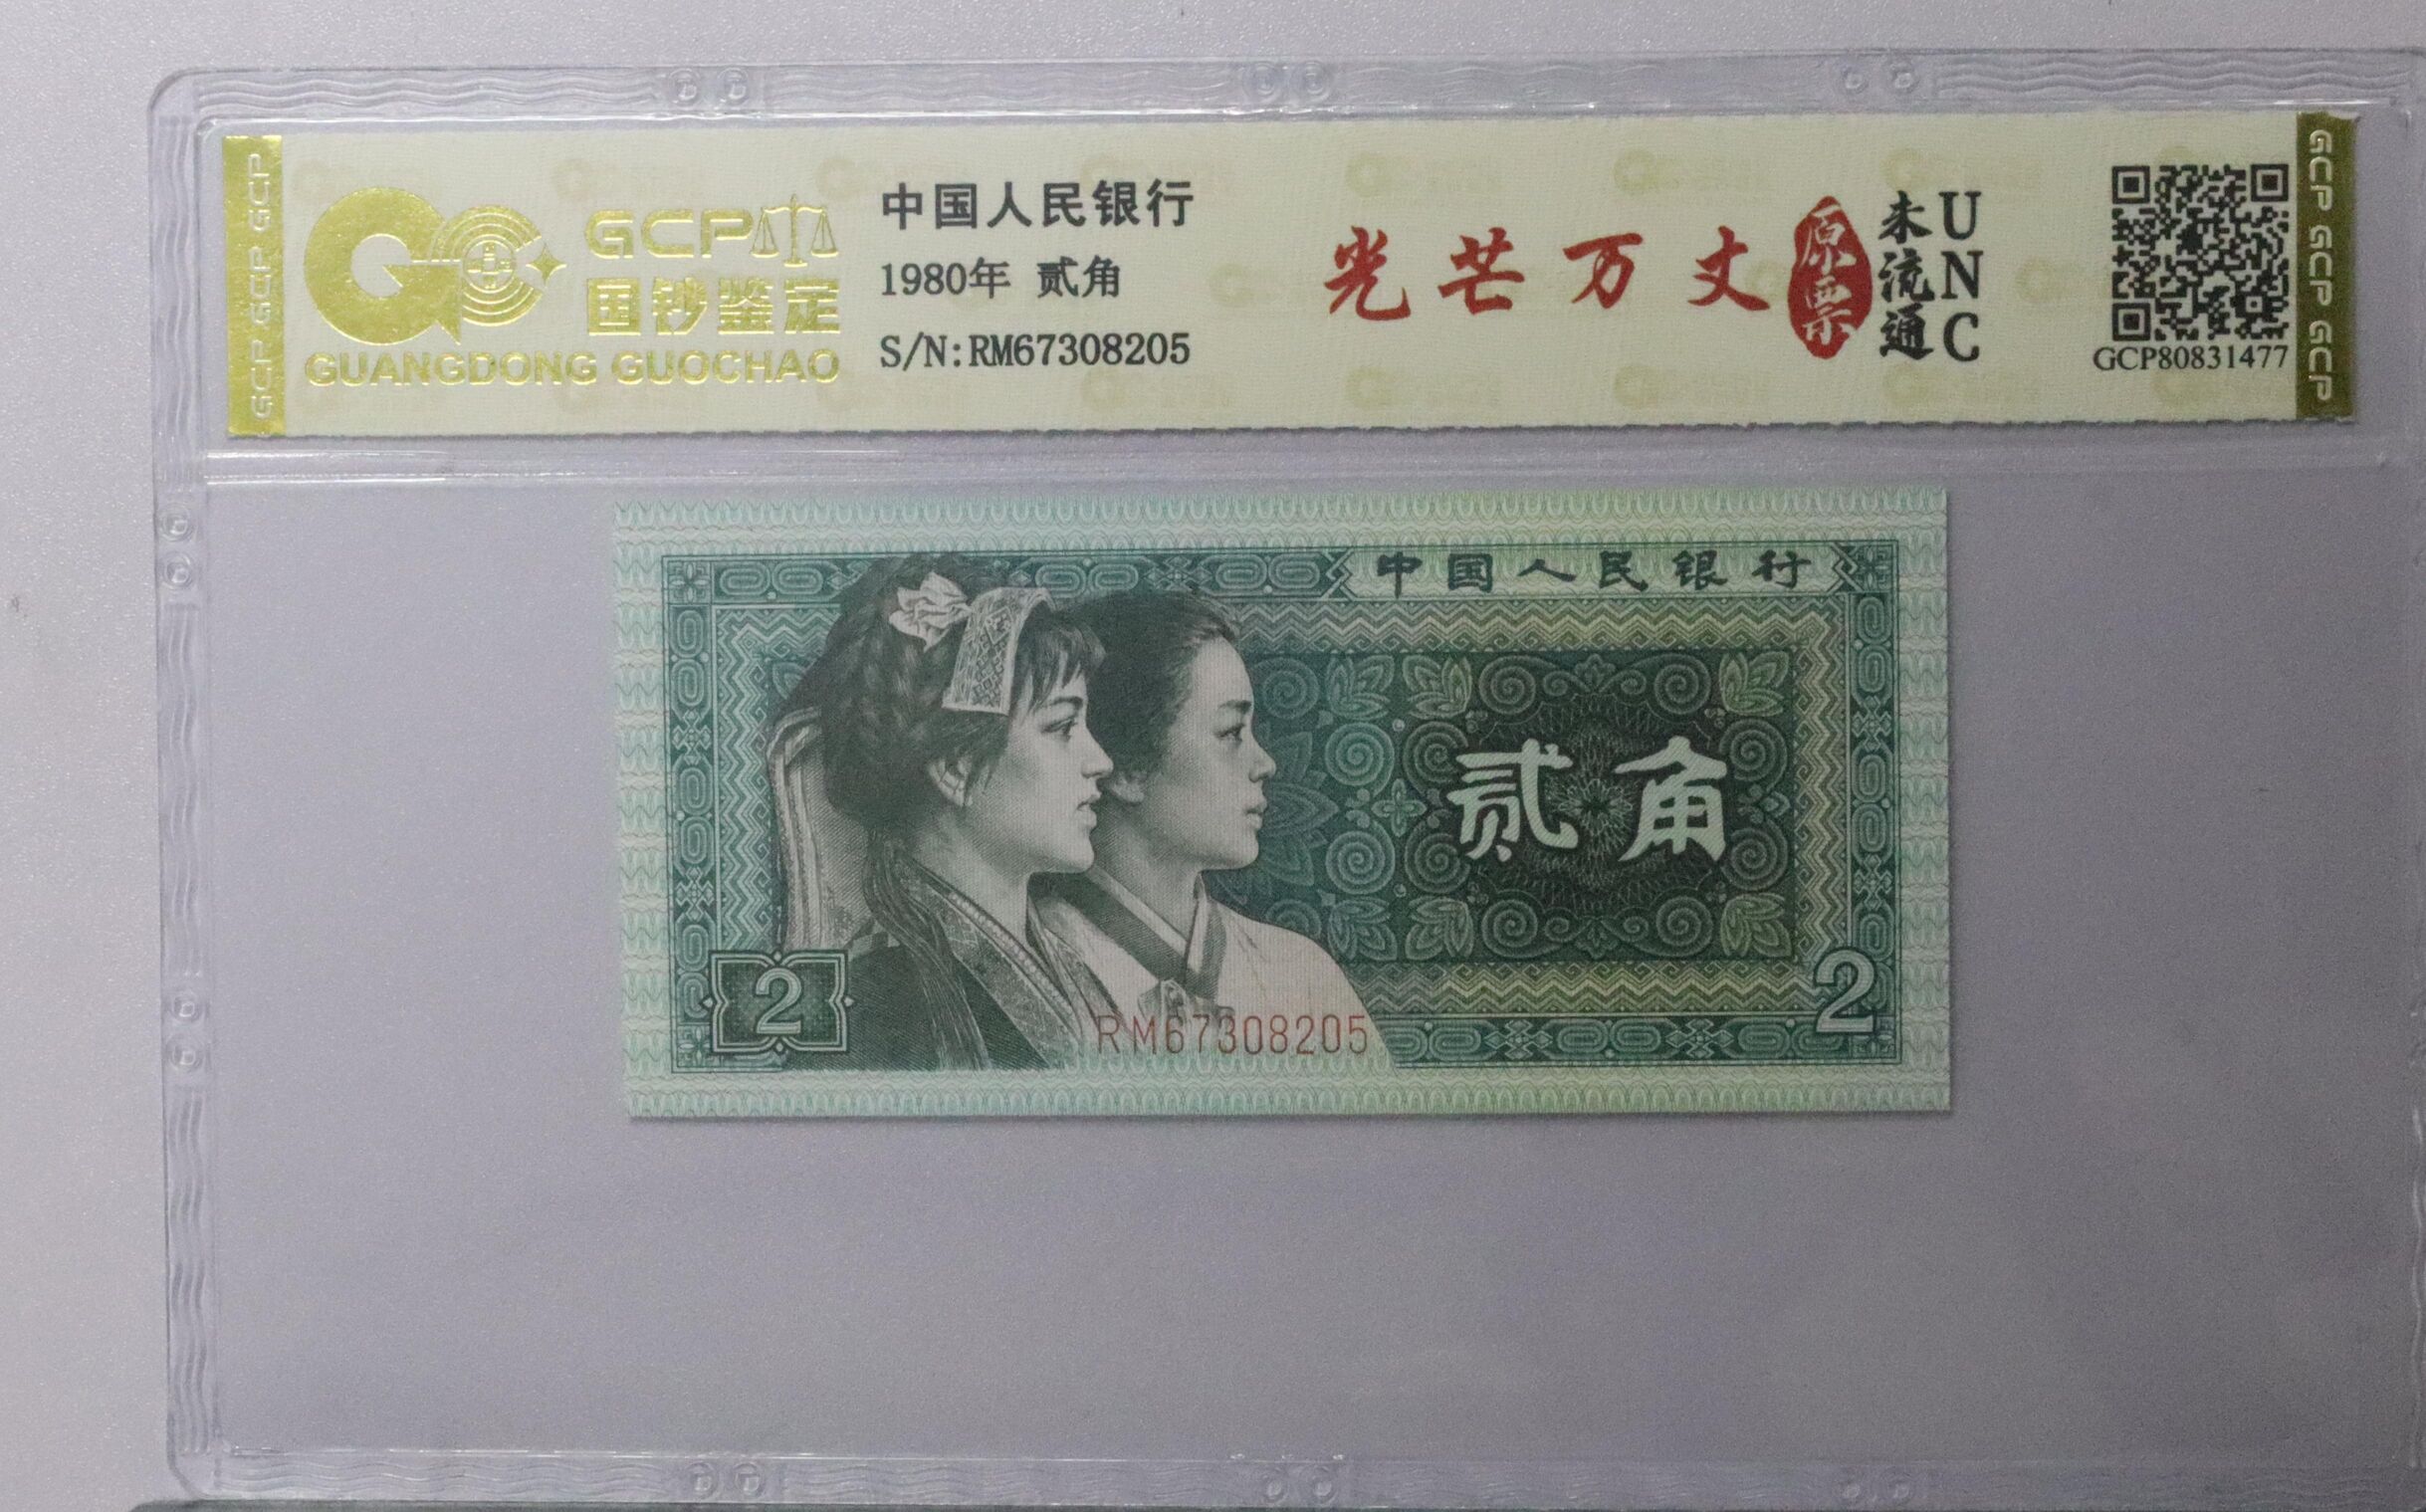 GCP GCP GCP
GCP
国钞鉴定
GUANGDONG GUOCHAO
中国人民银行
1980年 贰角
S/N:RM67308205
光芒万丈
原票
未流通
UNC
GCP80831477
GCP GCP GCP
中国人民银行
贰角
2
RM67308205
2